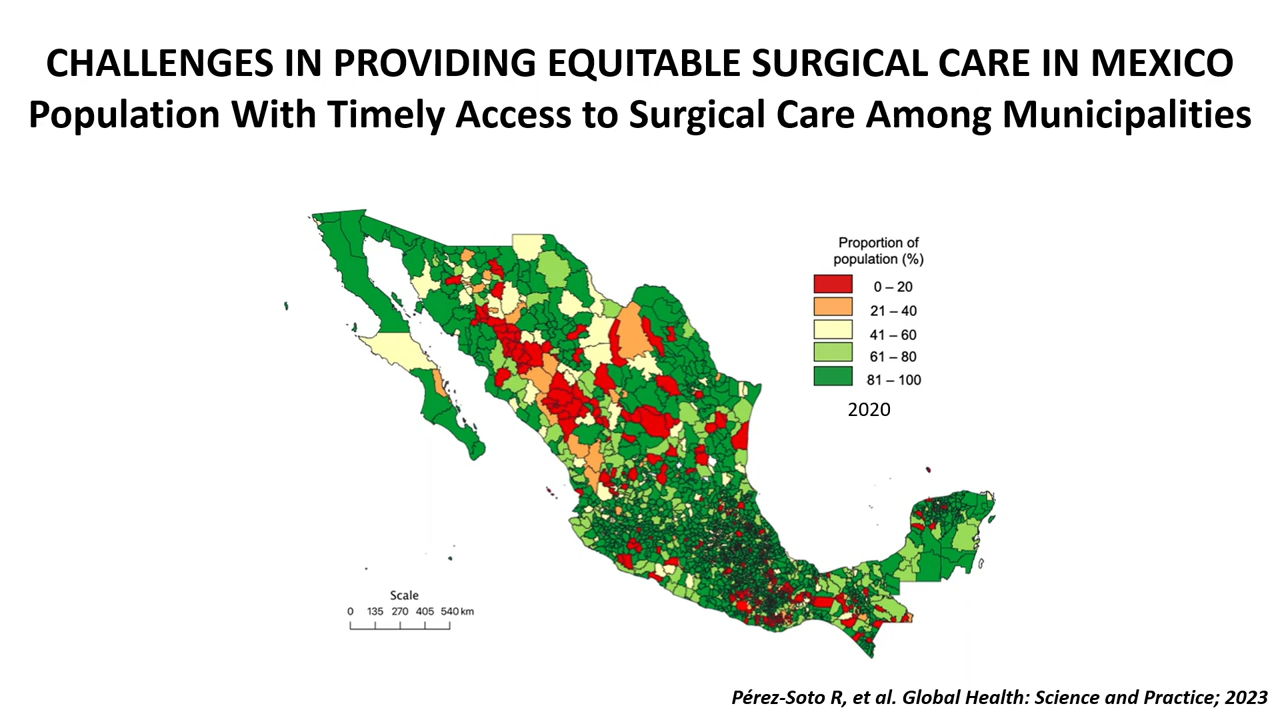 CHALLENGES IN PROVIDING EQUITABLE SURGICAL CARE IN MEXICO
Population With Timely Access to Surgical Care Among Municipalities
Proportion of
population (%)
0 – 20
21 – 40
41 – 60
61 – 80
81 – 100
2020
Scale
0 135 270 405 540 km
Pérez-Soto R, et al. Global Health: Science and Practice; 2023